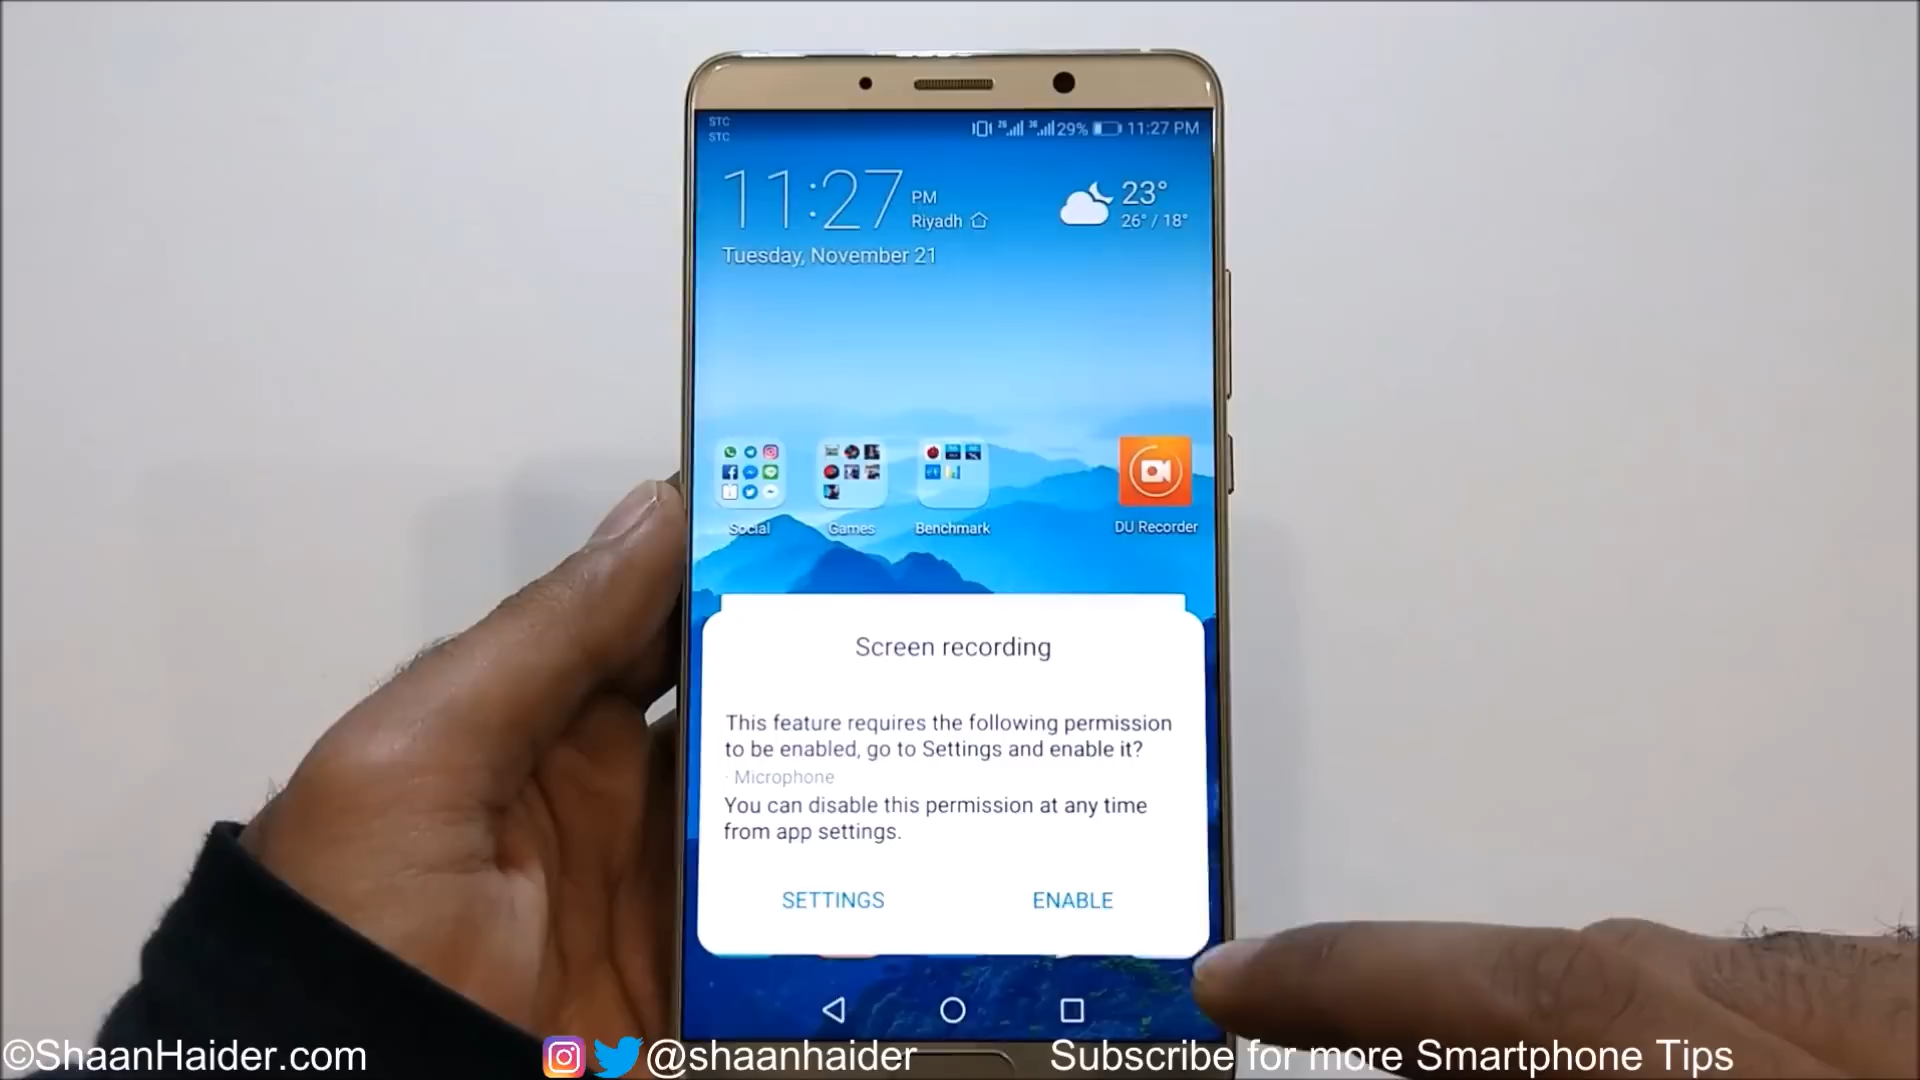 STC
STC
2G 3G 29% 11:27 PM
11:27 PM
Riyadh
Tuesday, November 21
23°
26° / 18°
Social
Games
Benchmark
DU Recorder
Screen recording
This feature requires the following permission
to be enabled, go to Settings and enable it?
· Microphone
You can disable this permission at any time
from app settings.
SETTINGS
ENABLE
©ShaanHaider.com
@shaanhaider
Subscribe for more Smartphone Tips